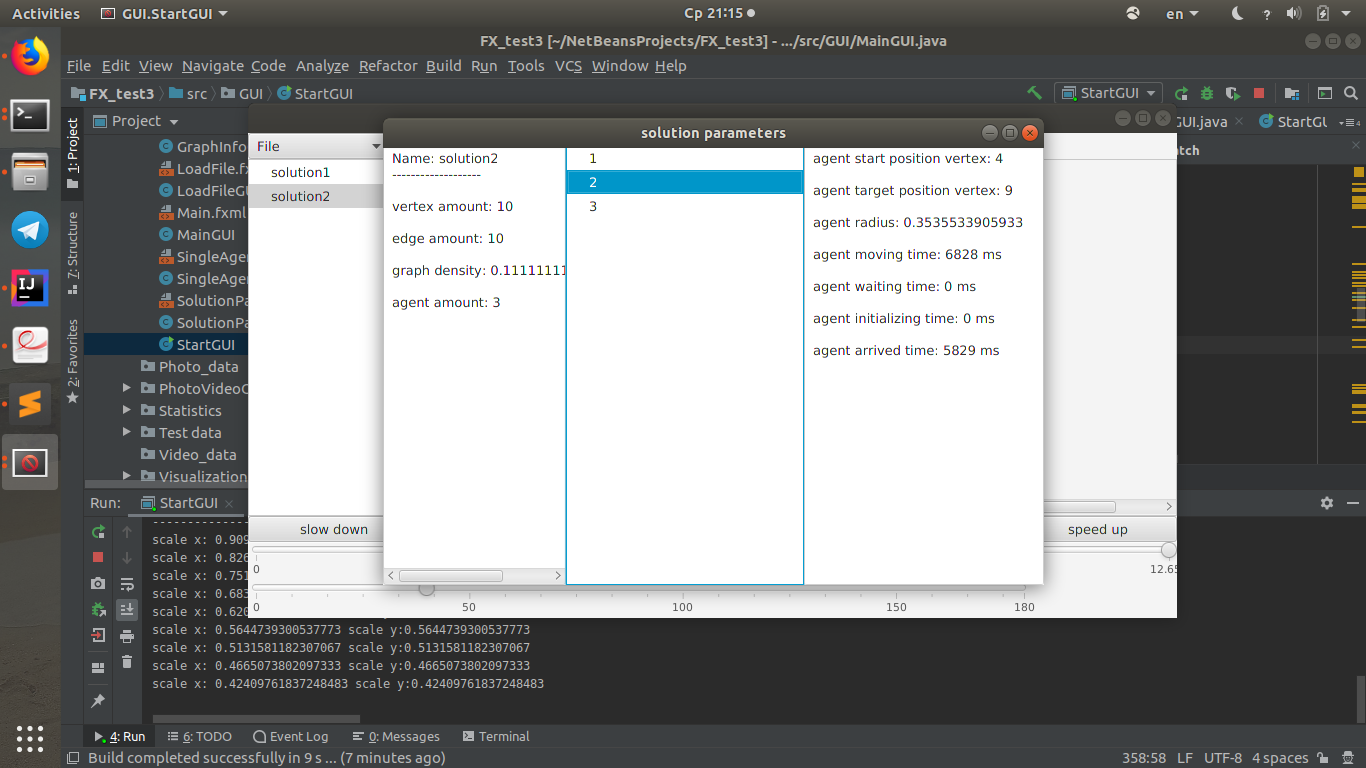 Activities GUI.StartGUI Ср 21:15 en
FX_test3 [~/NetBeansProjects/FX_test3] - .../src/GUI/MainGUI.java
File Edit View Navigate Code Analyze Refactor Build Run Tools VCS Window Help
FX_test3 src GUI StartGUI StartGUI
Project
GUI.java StartGU
1: Project
7: Structure
2: Favorites
GraphInfo
LoadFile.fx
LoadFileGU
Main.fxml
MainGUI
SingleAge
SingleAge
SolutionPa
SolutionPa
StartGUI
Photo_data
PhotoVideoC
Statistics
Test data
Video_data
Visualization
File
solution1
solution2
solution parameters
Name: solution2
-------------------
vertex amount: 10
edge amount: 10
graph density: 0.11111111
agent amount: 3
1
2
3
agent start position vertex: 4
agent target position vertex: 9
agent radius: 0.3535533905933
agent moving time: 6828 ms
agent waiting time: 0 ms
agent initializing time: 0 ms
agent arrived time: 5829 ms
tch
slow down
speed up
0 12.65
0 50 100 150 180
Run: StartGUI
scale x: 0.909
scale x: 0.826
scale x: 0.751
scale x: 0.683
scale x: 0.620
scale x: 0.5644739300537773 scale y:0.5644739300537773
scale x: 0.5131581182307067 scale y:0.5131581182307067
scale x: 0.4665073802097333 scale y:0.4665073802097333
scale x: 0.42409761837248483 scale y:0.42409761837248483
4: Run 6: TODO Event Log 0: Messages Terminal
Build completed successfully in 9 s ... (7 minutes ago) 358:58 LF UTF-8 4 spaces